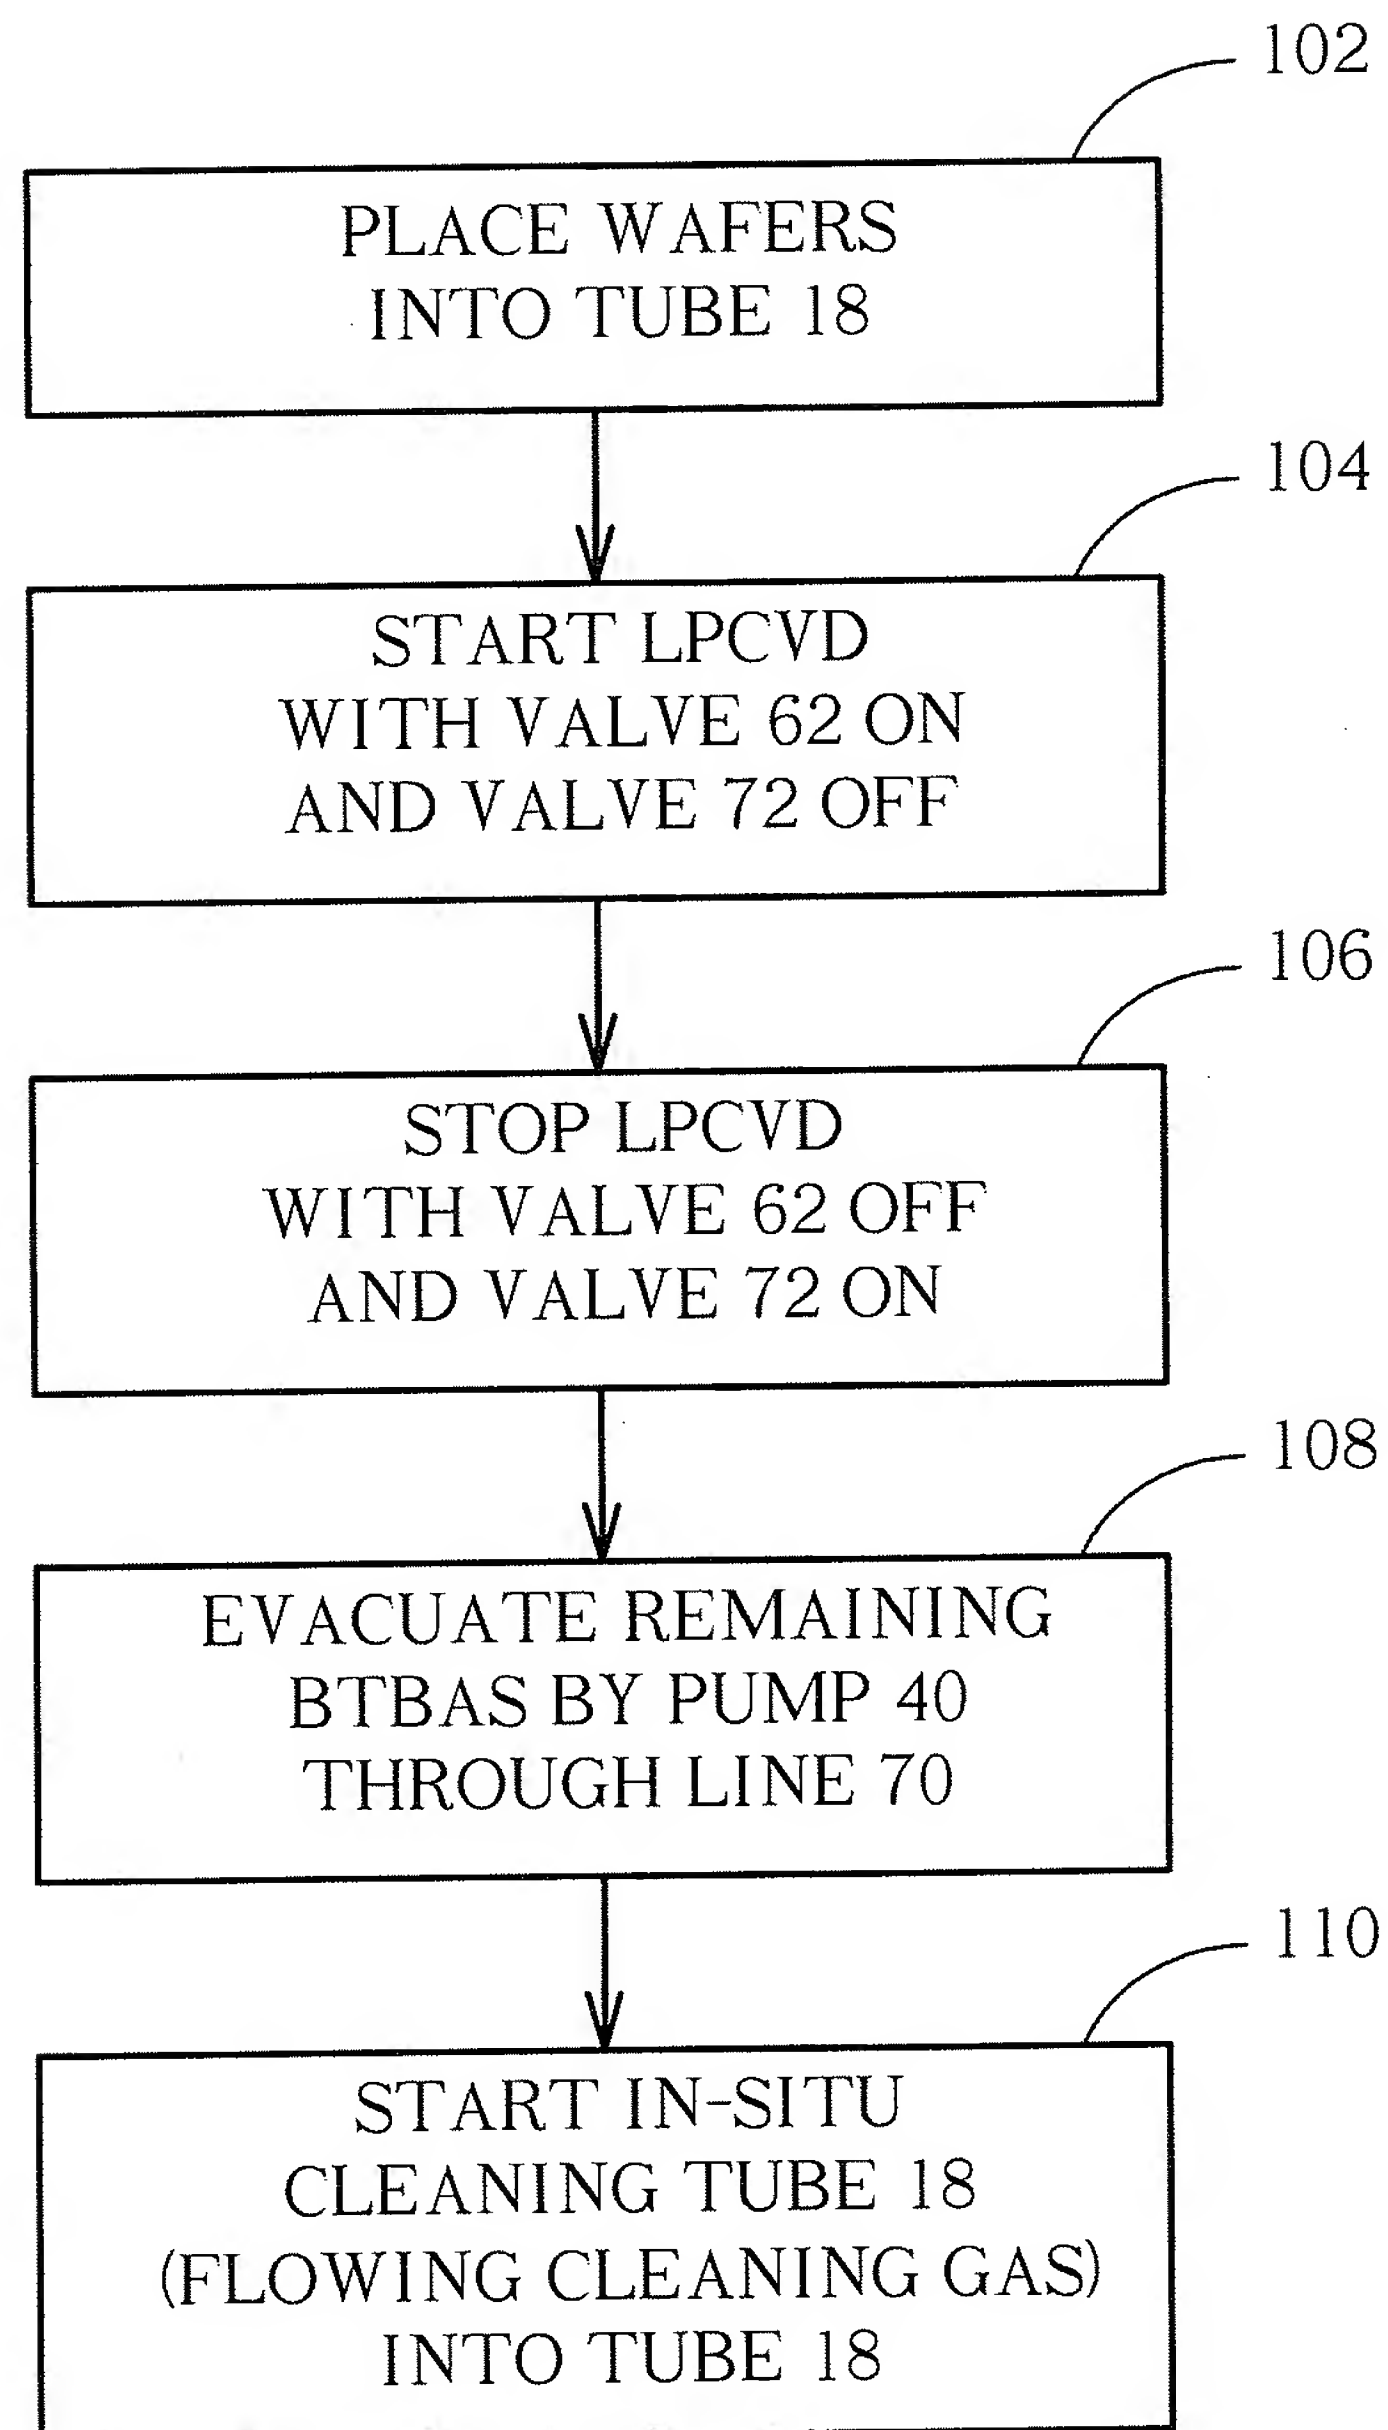 102
PLACE WAFERS
INTO TUBE 18
104
START LPCVD
WITH VALVE 62 ON
AND VALVE 72 OFF
106
STOP LPCVD
WITH VALVE 62 OFF
AND VALVE 72 ON
108
EVACUATE REMAINING
BTBAS BY PUMP 40
THROUGH LINE 70
110
START IN-SITU
CLEANING TUBE 18
(FLOWING CLEANING GAS)
INTO TUBE 18